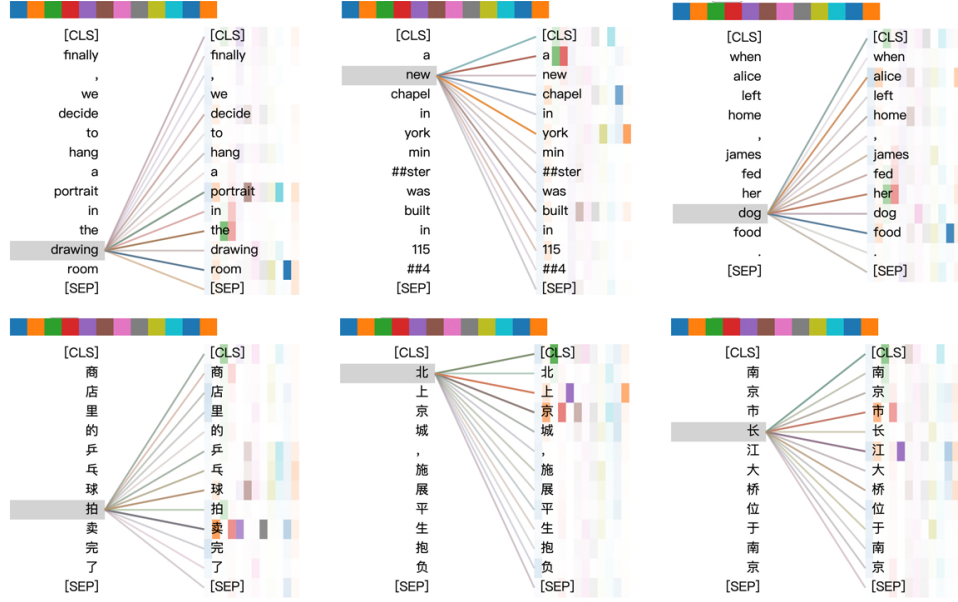 [CLS] [CLS]
finally finally
, ,
we we
decide decide
to to
hang hang
a a
portrait portrait
in in
the the
drawing drawing
room room
[SEP] [SEP]
[CLS] [CLS]
a a
new new
chapel chapel
in in
york york
min min
##ster ##ster
was was
built built
in in
115 115
##4 ##4
[SEP] [SEP]
[CLS] [CLS]
when when
alice alice
left left
home home
, ,
james james
fed fed
her her
dog dog
food food
. .
[SEP] [SEP]
[CLS] [CLS]
商 商
店 店
里 里
的 的
乒 乒
乓 乓
球 球
拍 拍
卖 卖
完 完
了 了
[SEP] [SEP]
[CLS] [CLS]
北 北
上 上
京 京
城 城
, ,
施 施
展 展
平 平
生 生
抱 抱
负 负
[SEP] [SEP]
[CLS] [CLS]
南 南
京 京
市 市
长 长
江 江
大 大
桥 桥
位 位
于 于
南 南
京 京
[SEP] [SEP]